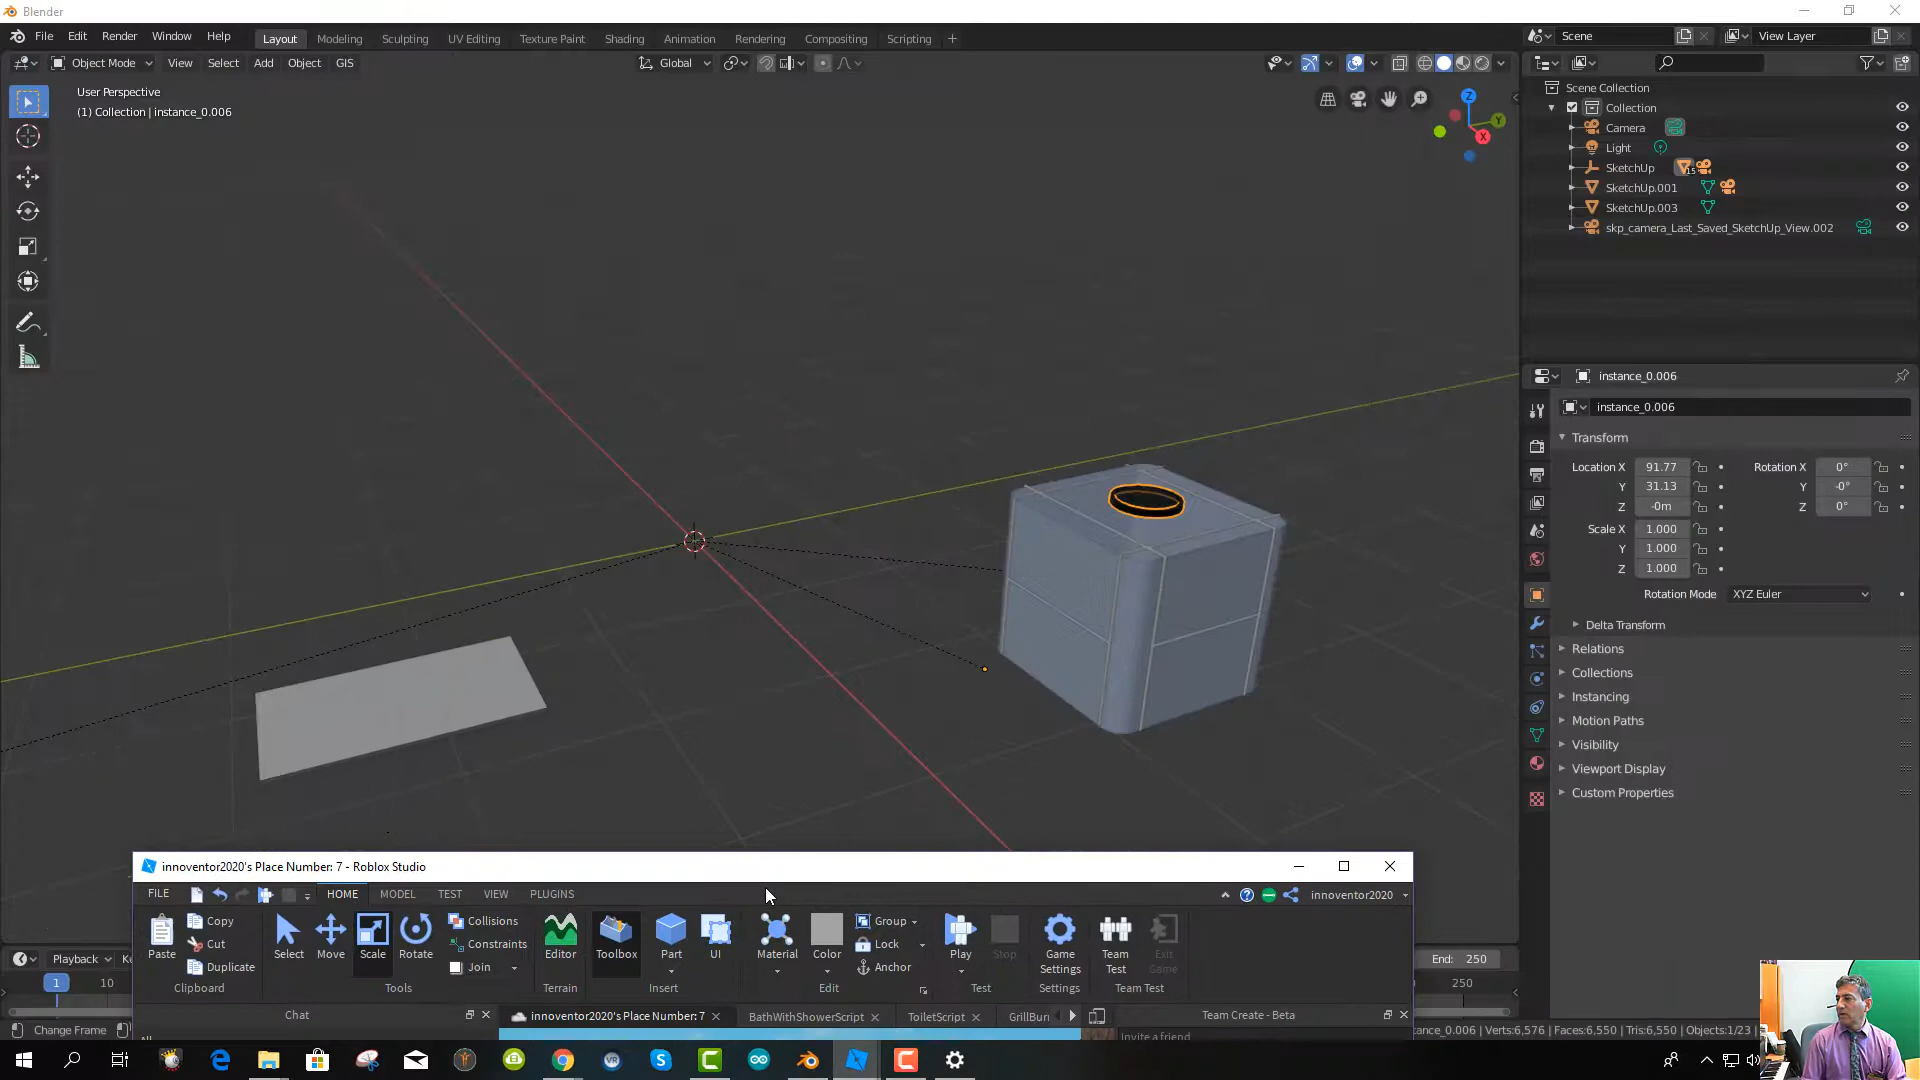 Blender
File Edit Render Window Help Layout Modeling Sculpting UV Editing Texture Paint Shading Animation Rendering Compositing Scripting + Scene View Layer
Object Mode View Select Add Object GIS Global
User Perspective
(1) Collection | instance_0.006
Z
Y
X
Scene Collection
Collection
Camera
Light
SketchUp 15
SketchUp.001
SketchUp.003
skp_camera_Last_Saved_SketchUp_View.002
instance_0.006
instance_0.006
Transform
Location X 91.77 Rotation X 0°
Y 31.13 Y -0°
Z -0m Z 0°
Scale X 1.000
Y 1.000
Z 1.000
Rotation Mode XYZ Euler
Delta Transform
Relations
Collections
Instancing
Motion Paths
Visibility
Viewport Display
Custom Properties
innoventor2020's Place Number: 7 - Roblox Studio
FILE HOME MODEL TEST VIEW PLUGINS innoventor2020
Paste Copy Cut Duplicate
Clipboard
Select Move Scale Rotate Collisions Constraints Join
Tools
Editor
Terrain
Toolbox Part UI
Insert
Material Color Group Lock Anchor
Edit
Play Stop
Test
Game Settings
Settings
Team Test Exit Game
Team Test
Chat innoventor2020's Place Number: 7 BathWithShowerScript ToiletScript GrillBuri Team Create - Beta
All
Invite a friend
Playback
1 10
End: 250
250
Change Frame
stance_0.006 | Verts:6,576 | Faces:6,550 | Tris:6,550 | Objects:1/23